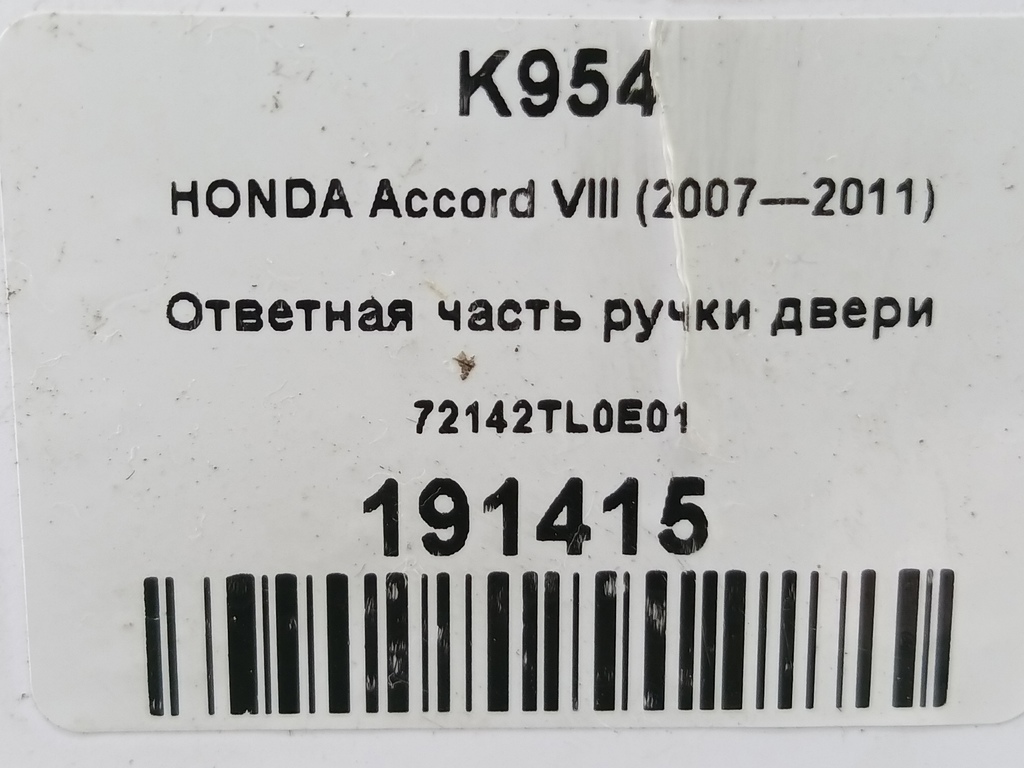 K954
HONDA Accord VIII (2007—2011)
Ответная часть ручки двери
72142TL0E01
191415